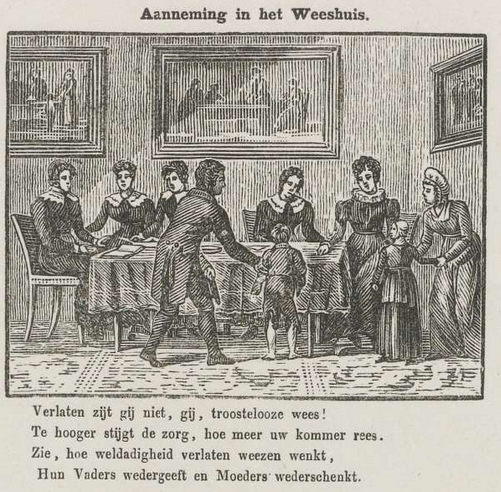 Aanneming in het Weeshuis.
Verlaten zijt gij niet, gij, troostelooze wees!
Te hooger stijgt de zorg, hoe meer uw kommer rees.
Zie, hoe weldadigheid verlaten weezen wenkt,
Hun Vaders wedergeeft en Moeders wederschenkt.